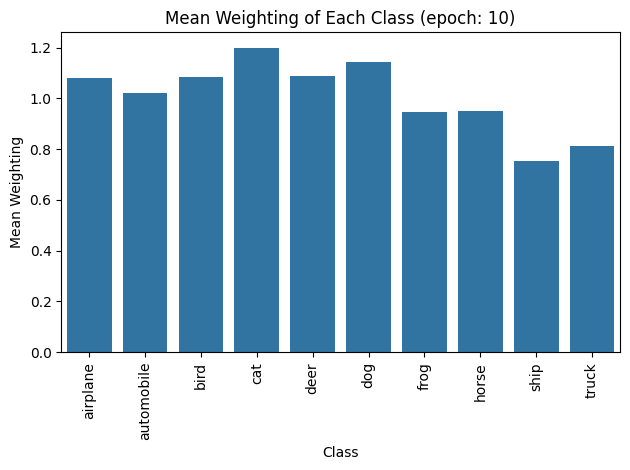 Mean Weighting of Each Class (epoch: 10)
Mean Weighting
1.2
1.0
0.8
0.6
0.4
0.2
0.0
airplane
automobile
bird
cat
deer
dog
frog
horse
ship
truck
Class